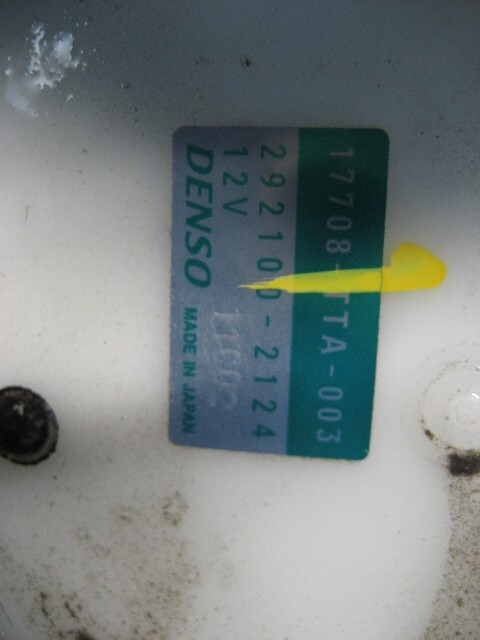 17708-TTA-003
292100-2124
12V
DENSO MADE IN JAPAN